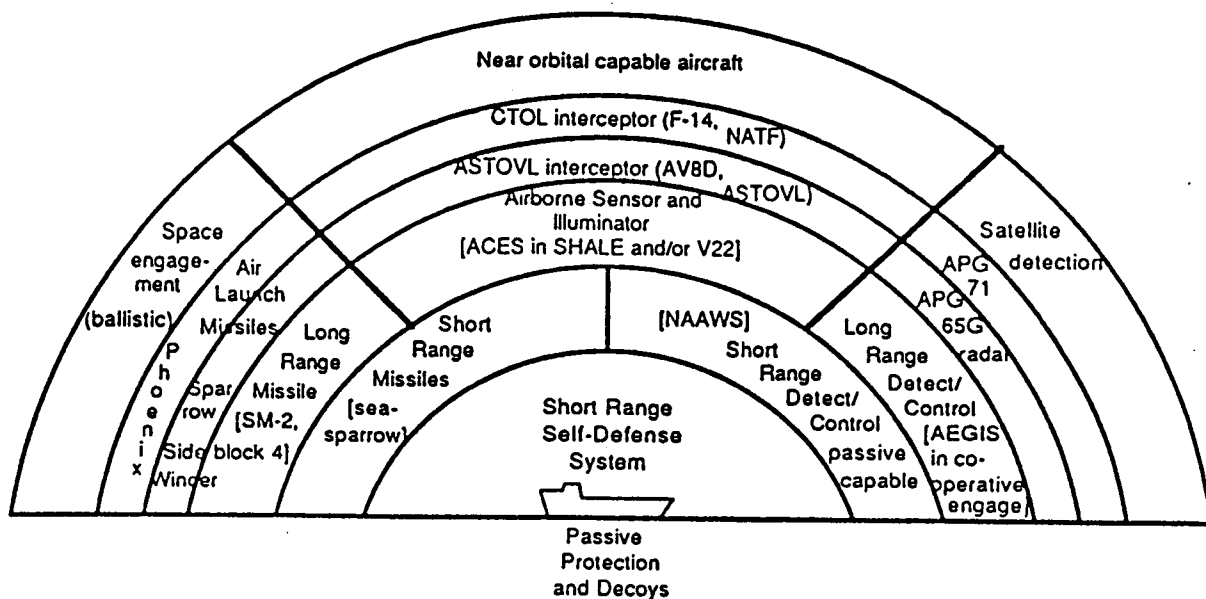 Near orbital capable aircraft
CTOL interceptor (F-14, NATF)
ASTOVL interceptor (AV8D, ASTOVL)
Airborne Sensor and
Illuminator
[ACES in SHALE and/or V22]
Space
engage-
ment
(ballistic)
Phoenix
Air
Launch
Missiles
Spar
row
Side
Winder
Long
Range
Missile
[SM-2,
block 4]
Short
Range
Missiles
[sea-
sparrow]
[NAAWS]
Short
Range
Detect/
Control
passive
capable
Long
Range
Detect/
Control
[AEGIS
in co-
operative
engage]
APG
71
APG
65G
radar
Satellite
detection
Short Range
Self-Defense
System
Passive
Protection
and Decoys